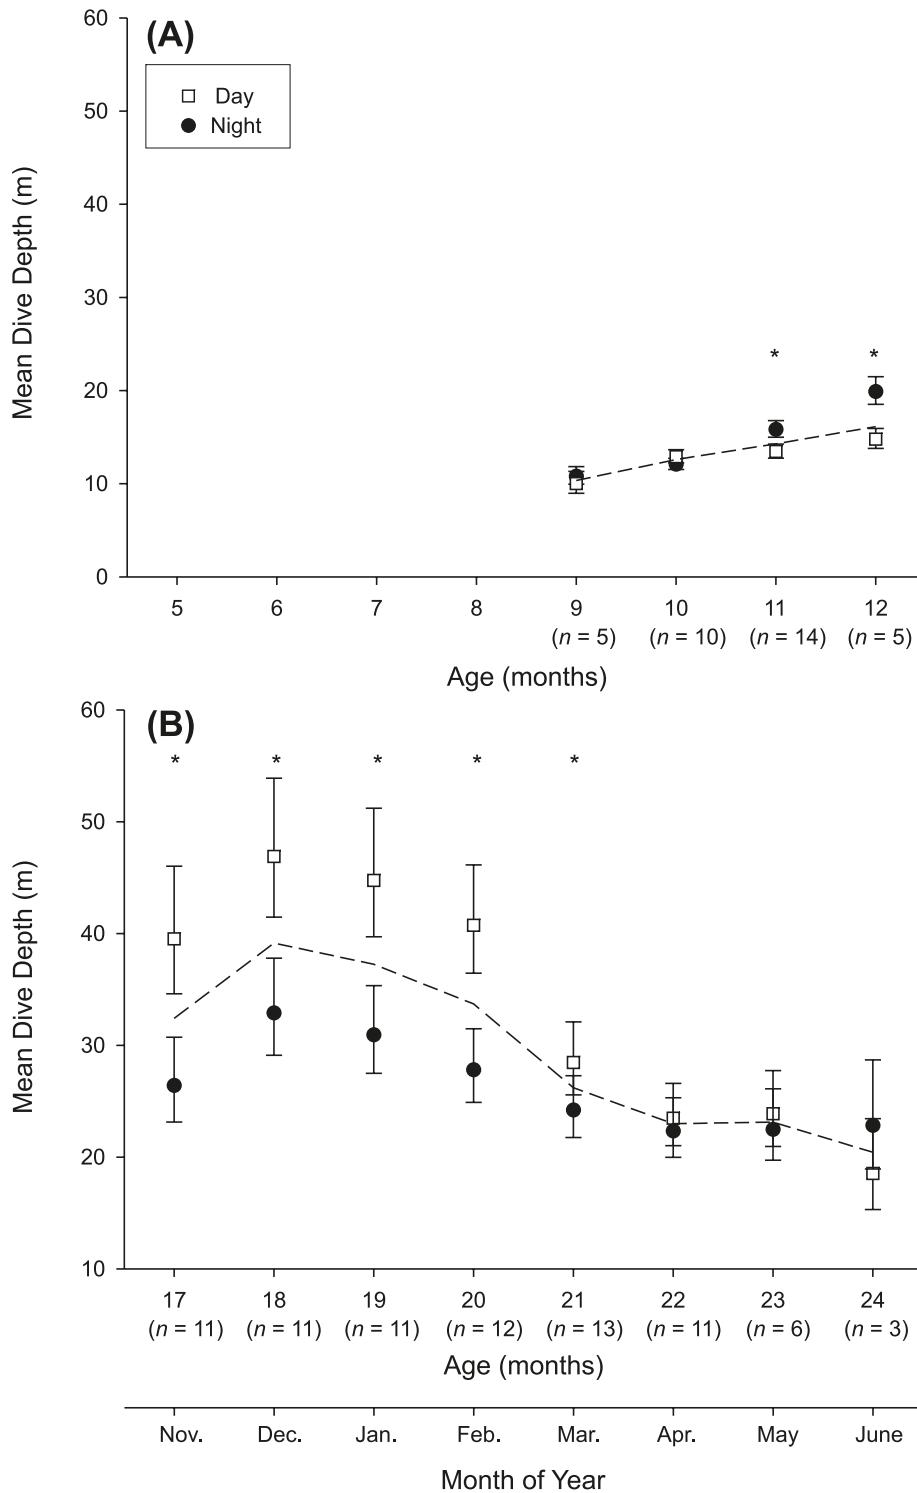 (A)
Day
Night
60
50
40
30
20
10
0
Mean Dive Depth (m)
* *
5 6 7 8 9 10 11 12
(n = 5) (n = 10) (n = 14) (n = 5)
Age (months)
(B)
* * * * *
60
50
40
30
20
10
Mean Dive Depth (m)
17 18 19 20 21 22 23 24
(n = 11) (n = 11) (n = 11) (n = 12) (n = 13) (n = 11) (n = 6) (n = 3)
Age (months)
Nov. Dec. Jan. Feb. Mar. Apr. May June
Month of Year